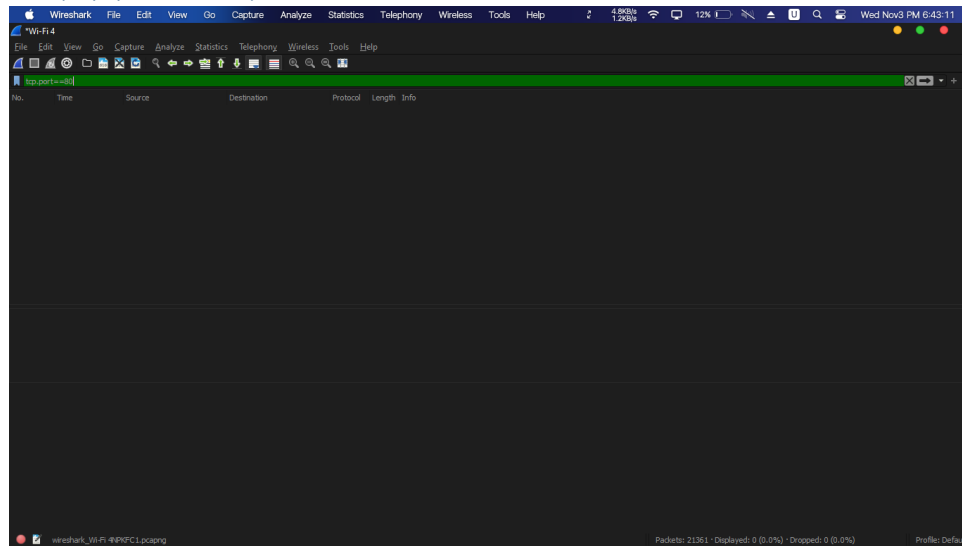 Wireshark File Edit View Go Capture Analyze Statistics Telephony Wireless Tools Help 4.8KB/s 1.2KB/s 12% U Wed Nov3 PM 6:43:11
*Wi-Fi 4
File Edit View Go Capture Analyze Statistics Telephony Wireless Tools Help
tcp.port==80
No. Time Source Destination Protocol Length Info
wireshark_Wi-Fi 4NPKFC1.pcapng Packets: 21361 · Displayed: 0 (0.0%) · Dropped: 0 (0.0%) Profile: Defau